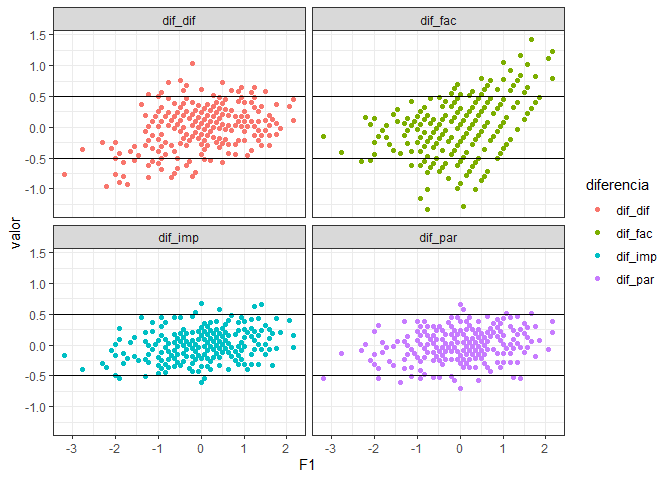 dif_dif
dif_fac
1.5
1.0
0.5
0.0
-0.5
-1.0
dif_imp
dif_par
1.5
1.0
0.5
0.0
-0.5
-1.0
-3 -2 -1 0 1 2
-3 -2 -1 0 1 2
F1
valor
diferencia
dif_dif
dif_fac
dif_imp
dif_par